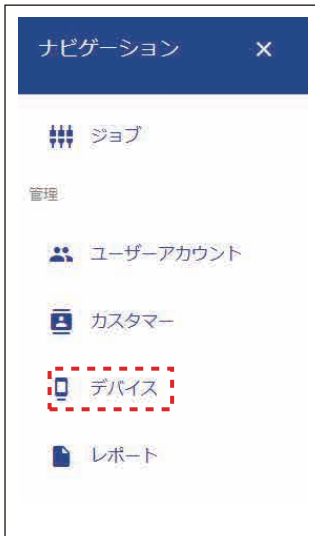 ナビゲーション ×
ジョブ
管理
ユーザーアカウント
カスタマー
デバイス
レポート